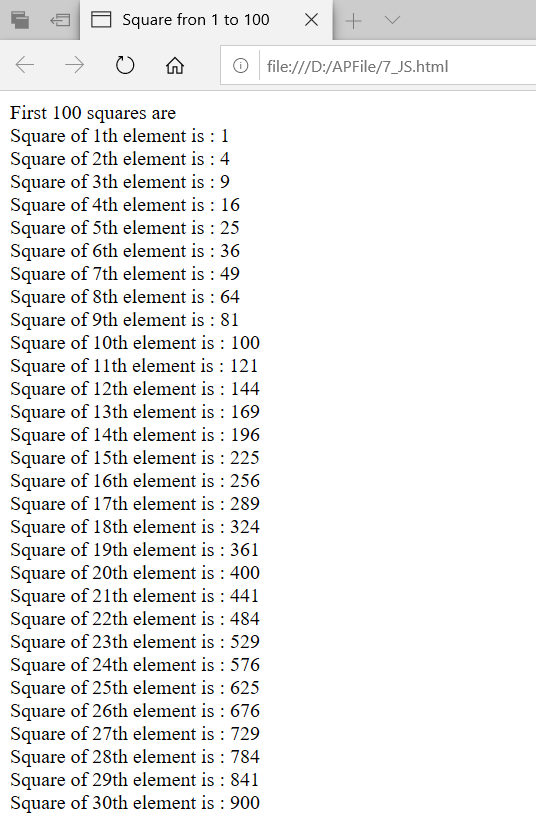 Square fron 1 to 100
file:///D:/APFile/7_JS.html
First 100 squares are
Square of 1th element is : 1
Square of 2th element is : 4
Square of 3th element is : 9
Square of 4th element is : 16
Square of 5th element is : 25
Square of 6th element is : 36
Square of 7th element is : 49
Square of 8th element is : 64
Square of 9th element is : 81
Square of 10th element is : 100
Square of 11th element is : 121
Square of 12th element is : 144
Square of 13th element is : 169
Square of 14th element is : 196
Square of 15th element is : 225
Square of 16th element is : 256
Square of 17th element is : 289
Square of 18th element is : 324
Square of 19th element is : 361
Square of 20th element is : 400
Square of 21th element is : 441
Square of 22th element is : 484
Square of 23th element is : 529
Square of 24th element is : 576
Square of 25th element is : 625
Square of 26th element is : 676
Square of 27th element is : 729
Square of 28th element is : 784
Square of 29th element is : 841
Square of 30th element is : 900